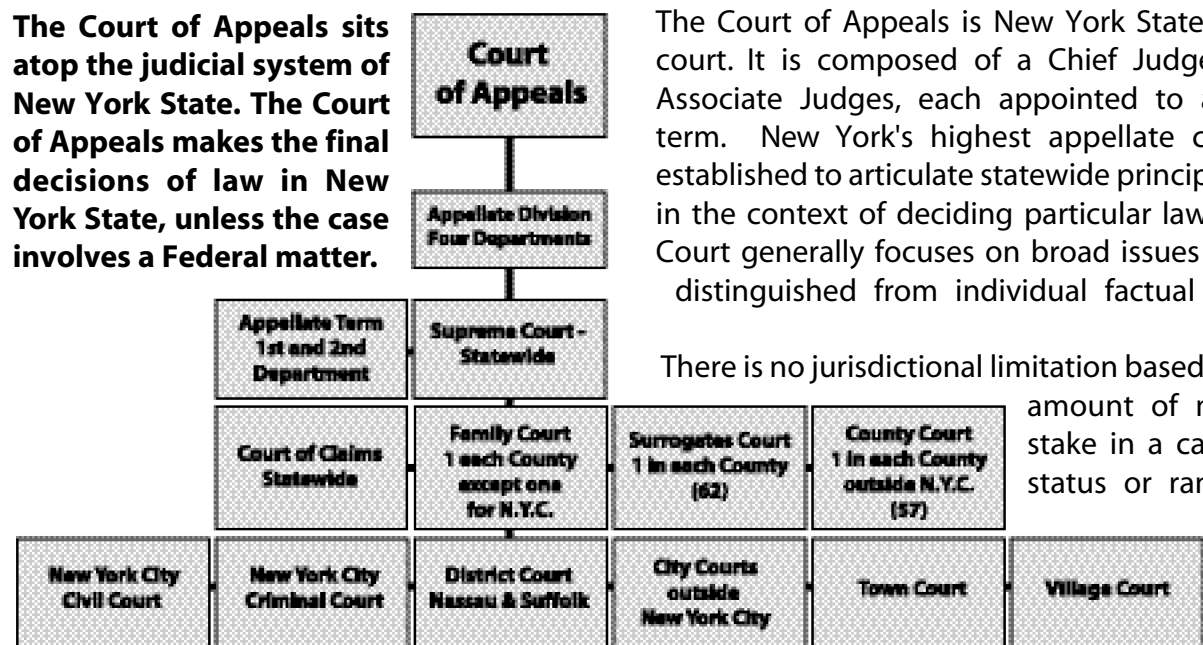 The Court of Appeals sits
atop the judicial system of
New York State. The Court
of Appeals makes the final
decisions of law in New
York State, unless the case
involves a Federal matter.
Court
of Appeals
The Court of Appeals is New York State
court. It is composed of a Chief Judge
Associate Judges, each appointed to a
term. New York's highest appellate c
established to articulate statewide princip
in the context of deciding particular law
Court generally focuses on broad issues
distinguished from individual factual
There is no jurisdictional limitation based
amount of
stake in a ca
status or ran
Appellate Division
Four Departments
Appellate Term
1st and 2nd
Department
Supreme Court -
Statewide
Court of Claims
Statewide
Family Court
1 each County
except one
for N.Y.C.
Surrogates Court
1 in each County
(62)
County Court
1 in each County
outside N.Y.C.
(57)
New York City
Civil Court
New York City
Criminal Court
District Court
Nassau & Suffolk
City Courts
outside
New York City
Town Court
Village Court